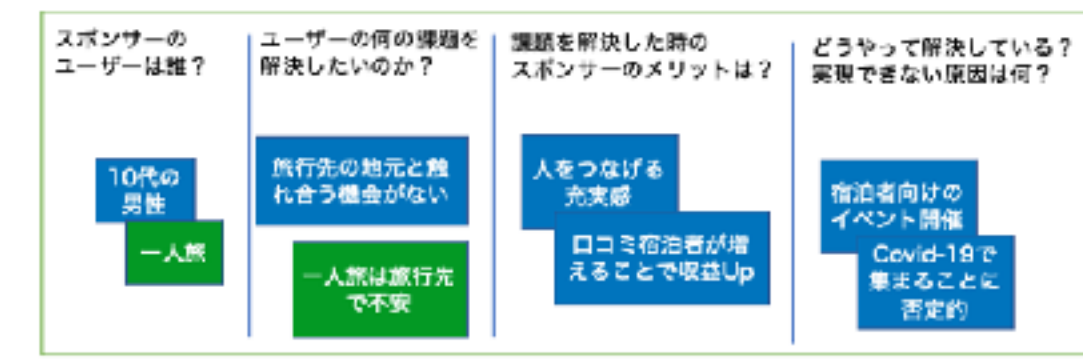 スポンサーの
ユーザーは誰？
10代の
男性
一人旅
ユーザーの何の課題を
解決したいのか？
旅行先の地元と触
れ合う機会がない
一人旅は旅行先
で不安
課題を解決した時の
スポンサーのメリットは？
人をつなげる
充実感
口コミ宿泊者が増
えることで収益Up
どうやって解決している？
実現できない原因は何？
宿泊者向けの
イベント開催
Covid-19で
集まることに
否定的